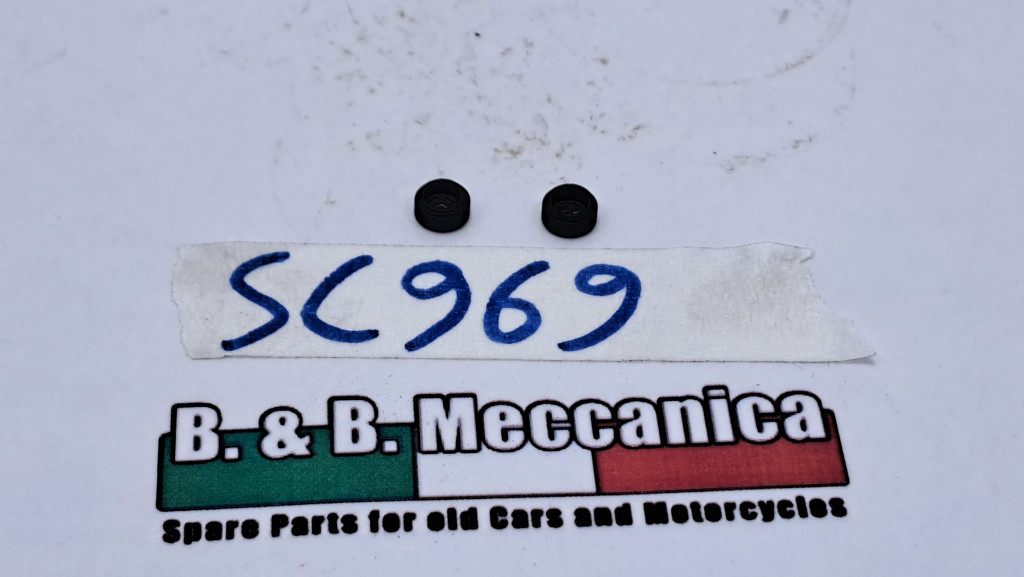 SC969
B. & B. Meccanica
Spare Parts for old Cars and Motorcycles